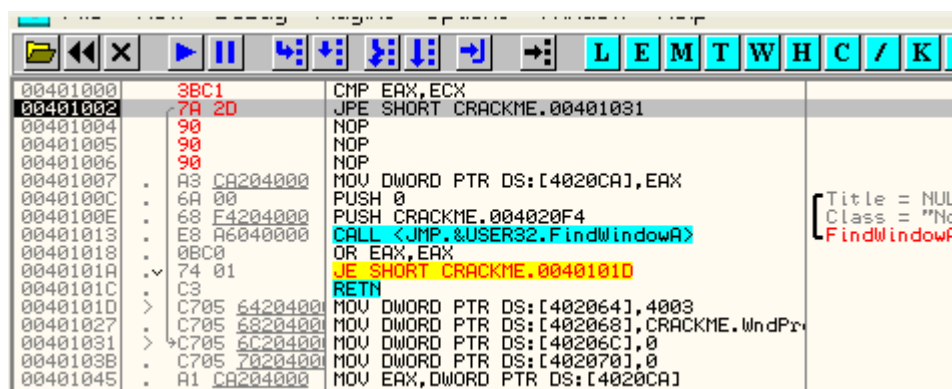 L E M T W H C / K
00401000 3BC1 CMP EAX,ECX
00401002 7A 2D JPE SHORT CRACKME.00401031
00401004 90 NOP
00401005 90 NOP
00401006 90 NOP
00401007 . A3 CA204000 MOV DWORD PTR DS:[4020CA],EAX
0040100C . 6A 00 PUSH 0 Title = NUL
0040100E . 68 F4204000 PUSH CRACKME.004020F4 Class = "No
00401013 . E8 A6040000 CALL <JMP.&USER32.FindWindowA> FindWindowA
00401018 . 0BC0 OR EAX,EAX
0040101A . 74 01 JE SHORT CRACKME.0040101D
0040101C . C3 RETN
0040101D > C705 64204000 MOV DWORD PTR DS:[402064],4003
00401027 . C705 68204000 MOV DWORD PTR DS:[402068],CRACKME.WndPr
00401031 > C705 6C204000 MOV DWORD PTR DS:[40206C],0
0040103B . C705 70204000 MOV DWORD PTR DS:[402070],0
00401045 . A1 CA204000 MOV EAX,DWORD PTR DS:[4020CA]